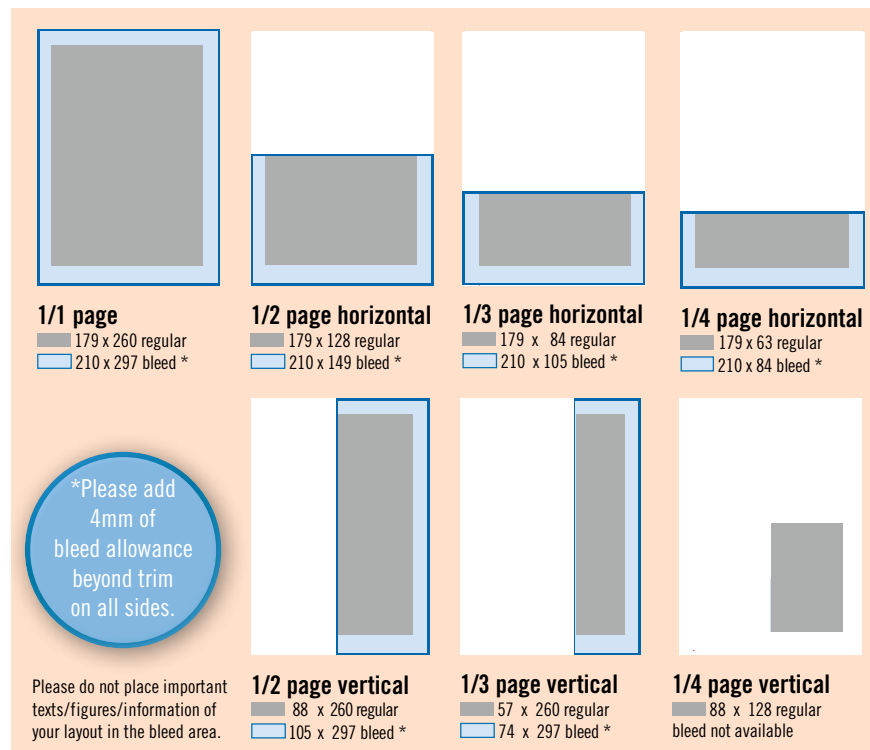 1/1 page
179 x 260 regular
210 x 297 bleed *
1/2 page horizontal
179 x 128 regular
210 x 149 bleed *
1/3 page horizontal
179 x 84 regular
210 x 105 bleed *
1/4 page horizontal
179 x 63 regular
210 x 84 bleed *
*Please add
4mm of
bleed allowance
beyond trim
on all sides.
Please do not place important
texts/figures/information of
your layout in the bleed area.
1/2 page vertical
88 x 260 regular
105 x 297 bleed *
1/3 page vertical
57 x 260 regular
74 x 297 bleed *
1/4 page vertical
88 x 128 regular
bleed not available